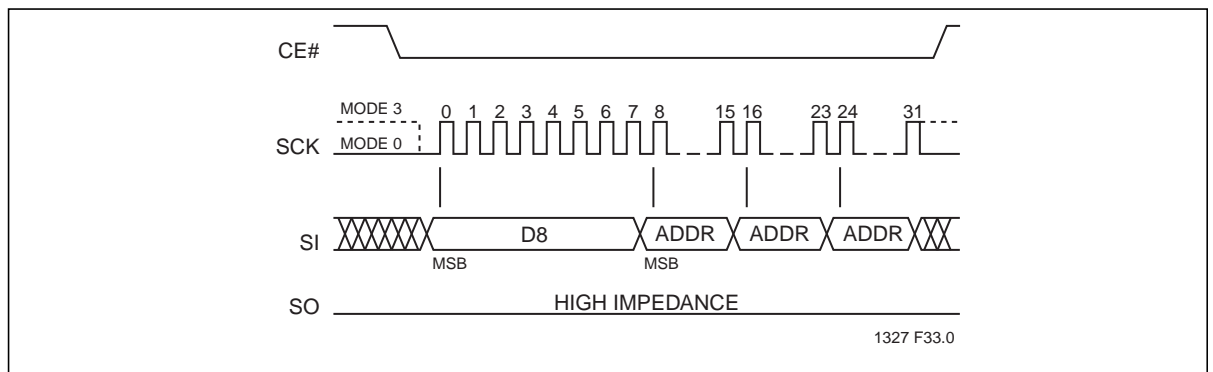 CE#
MODE 3
0 1 2 3 4 5 6 7 8 15 16 23 24 31
SCK MODE 0
SI D8 ADDR ADDR ADDR
MSB MSB
SO HIGH IMPEDANCE
1327 F33.0